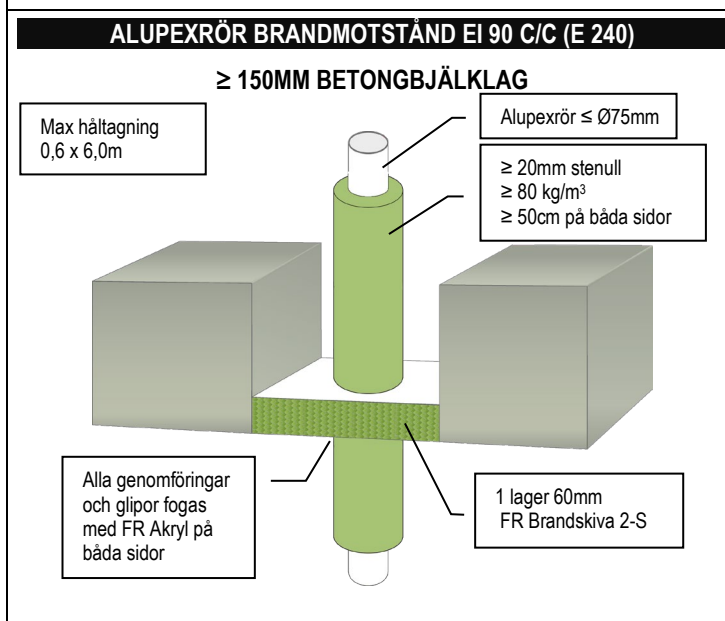 ALUPEXRÖR BRANDMOTSTÅND EI 90 C/C (E 240)
≥ 150MM BETONGBJÄLKLAG
Max håltagning
0,6 x 6,0m
Alupexrör ≤ Ø75mm
≥ 20mm stenull
≥ 80 kg/m³
≥ 50cm på båda sidor
Alla genomföringar
och glipor fogas
med FR Akryl på
båda sidor
1 lager 60mm
FR Brandskiva 2-S